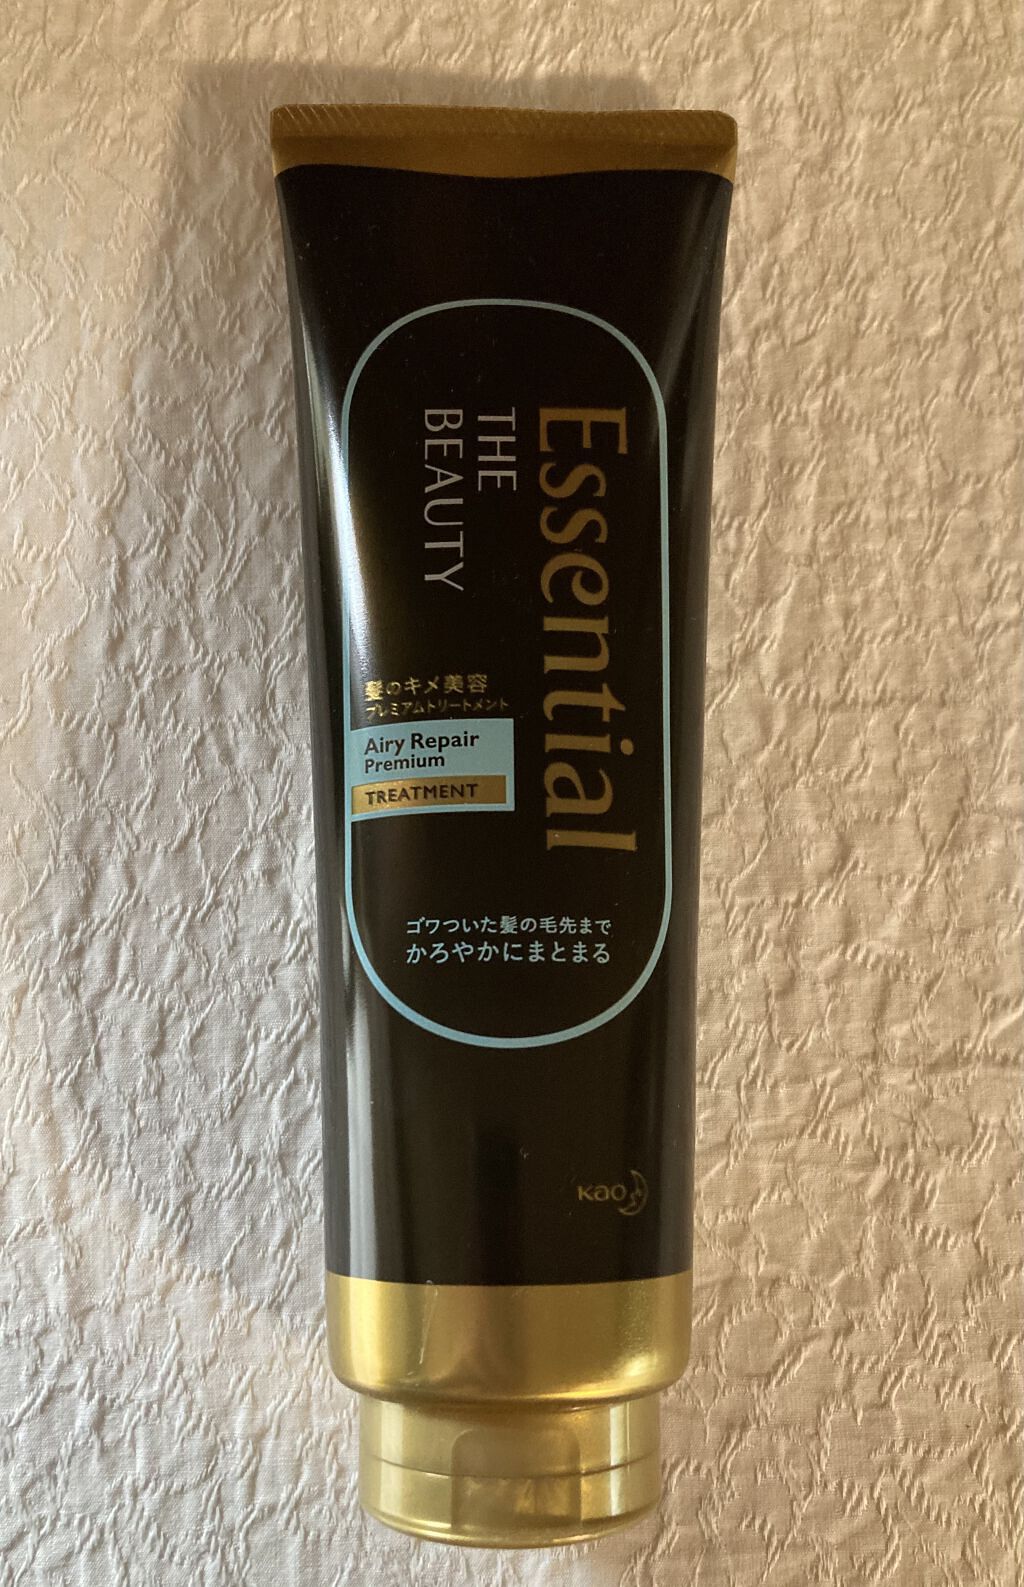 Essential
THE
BEAUTY
髪のキメ美容
プレミアムトリートメント
Airy Repair
Premium
TREATMENT
ゴワついた髪の毛先まで
かろやかにまとまる
Kao